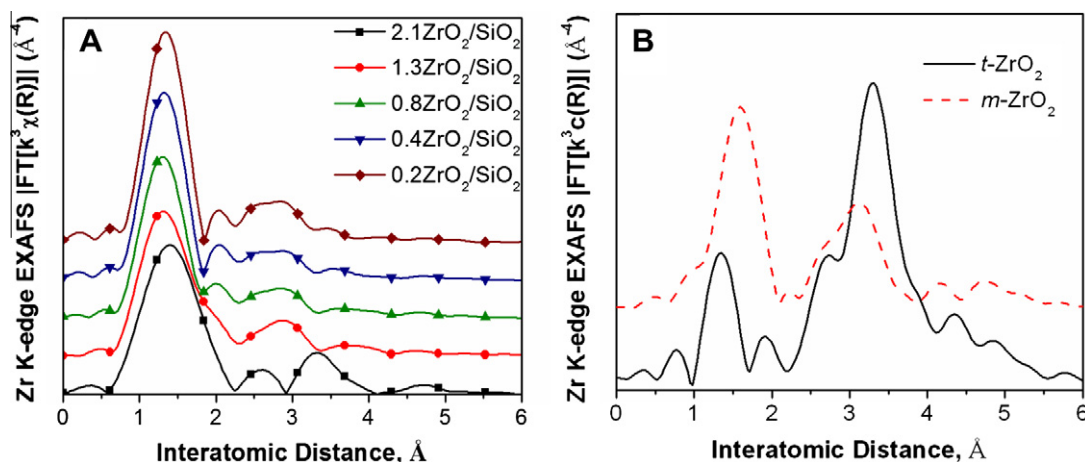 A
2.1ZrO₂/SiO₂
1.3ZrO₂/SiO₂
0.8ZrO₂/SiO₂
0.4ZrO₂/SiO₂
0.2ZrO₂/SiO₂
Zr K-edge EXAFS |FT[k³χ(R)]| (Å⁻⁴)
0 1 2 3 4 5 6
Interatomic Distance, Å
B
t-ZrO₂
m-ZrO₂
Zr K-edge EXAFS |FT[k³c(R)]| (Å⁻⁴)
0 1 2 3 4 5 6
Interatomic Distance, Å